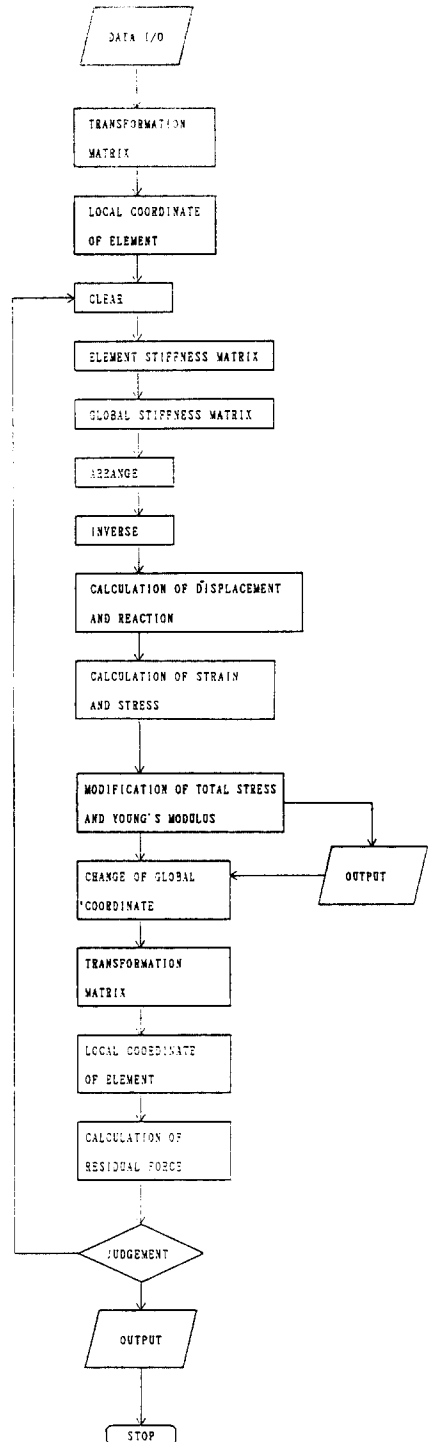 DATA I/O
TRANSFORMATION
MATRIX
LOCAL COORDINATE
OF ELEMENT
CLEAR
ELEMENT STIFFNESS MATRIX
GLOBAL STIFFNESS MATRIX
ARRANGE
INVERSE
CALCULATION OF DISPLACEMENT
AND REACTION
CALCULATION OF STRAIN
AND STRESS
MODIFICATION OF TOTAL STRESS
AND YOUNG'S MODULUS
OUTPUT
CHANGE OF GLOBAL
COORDINATE
TRANSFORMATION
MATRIX
LOCAL COORDINATE
OF ELEMENT
CALCULATION OF
RESIDUAL FORCE
JUDGEMENT
OUTPUT
STOP